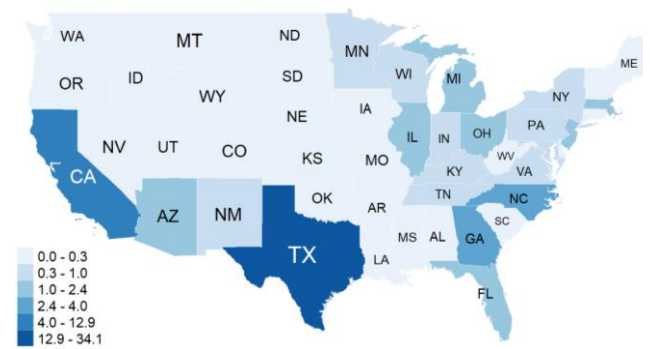 WA
MT
ND
MN
ME
OR
ID
SD
WI
MI
NY
WY
IA
NE
PA
NV
UT
CO
IL
IN
OH
KS
MO
WV
VA
KY
CA
TN
NC
OK
AR
AZ
NM
SC
MS
AL
GA
TX
LA
FL
0.0 - 0.3
0.3 - 1.0
1.0 - 2.4
2.4 - 4.0
4.0 - 12.9
12.9 - 34.1